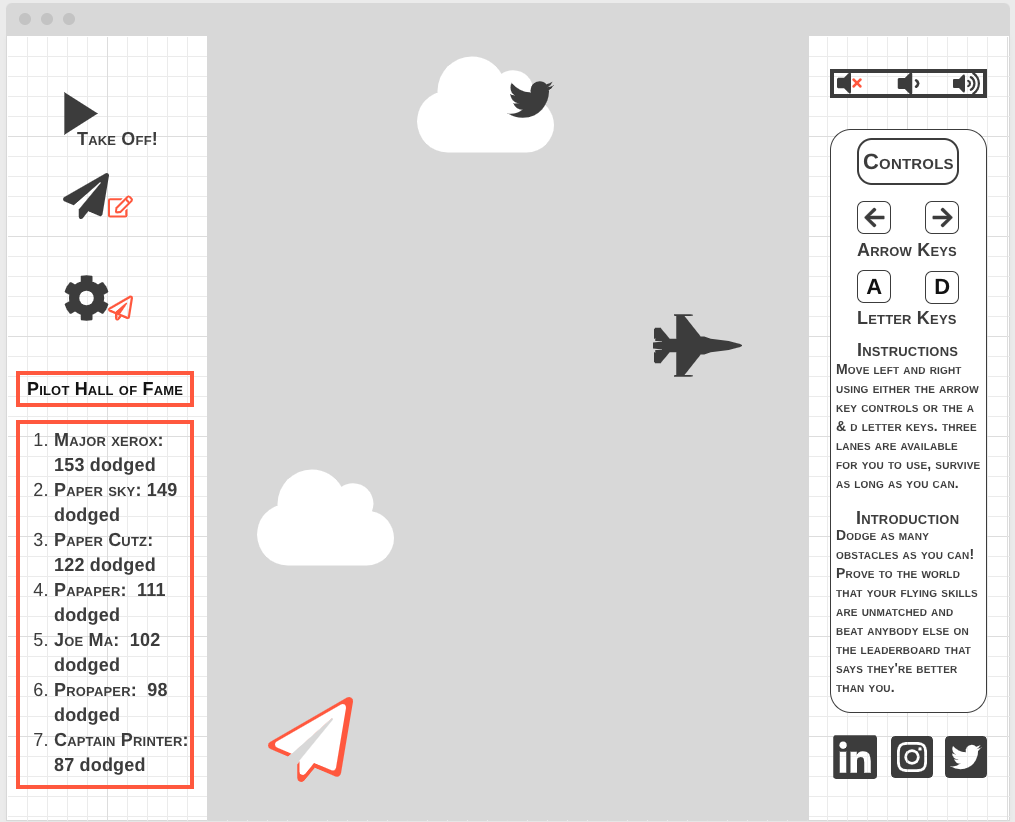 Take Off!
Pilot Hall of Fame
1. Major xerox:
153 dodged
2. Paper sky: 149
dodged
3. Paper Cutz:
122 dodged
4. Papaper: 111
dodged
5. Joe Ma: 102
dodged
6. Propaper: 98
dodged
7. Captain Printer:
87 dodged
Controls
Arrow Keys
A D
Letter Keys
Instructions
Move left and right
using either the arrow
key controls or the a
& d letter keys. three
lanes are available
for you to use, survive
as long as you can.
Introduction
Dodge as many
obstacles as you can!
Prove to the world
that your flying skills
are unmatched and
beat anybody else on
the leaderboard that
says they're better
than you.
in